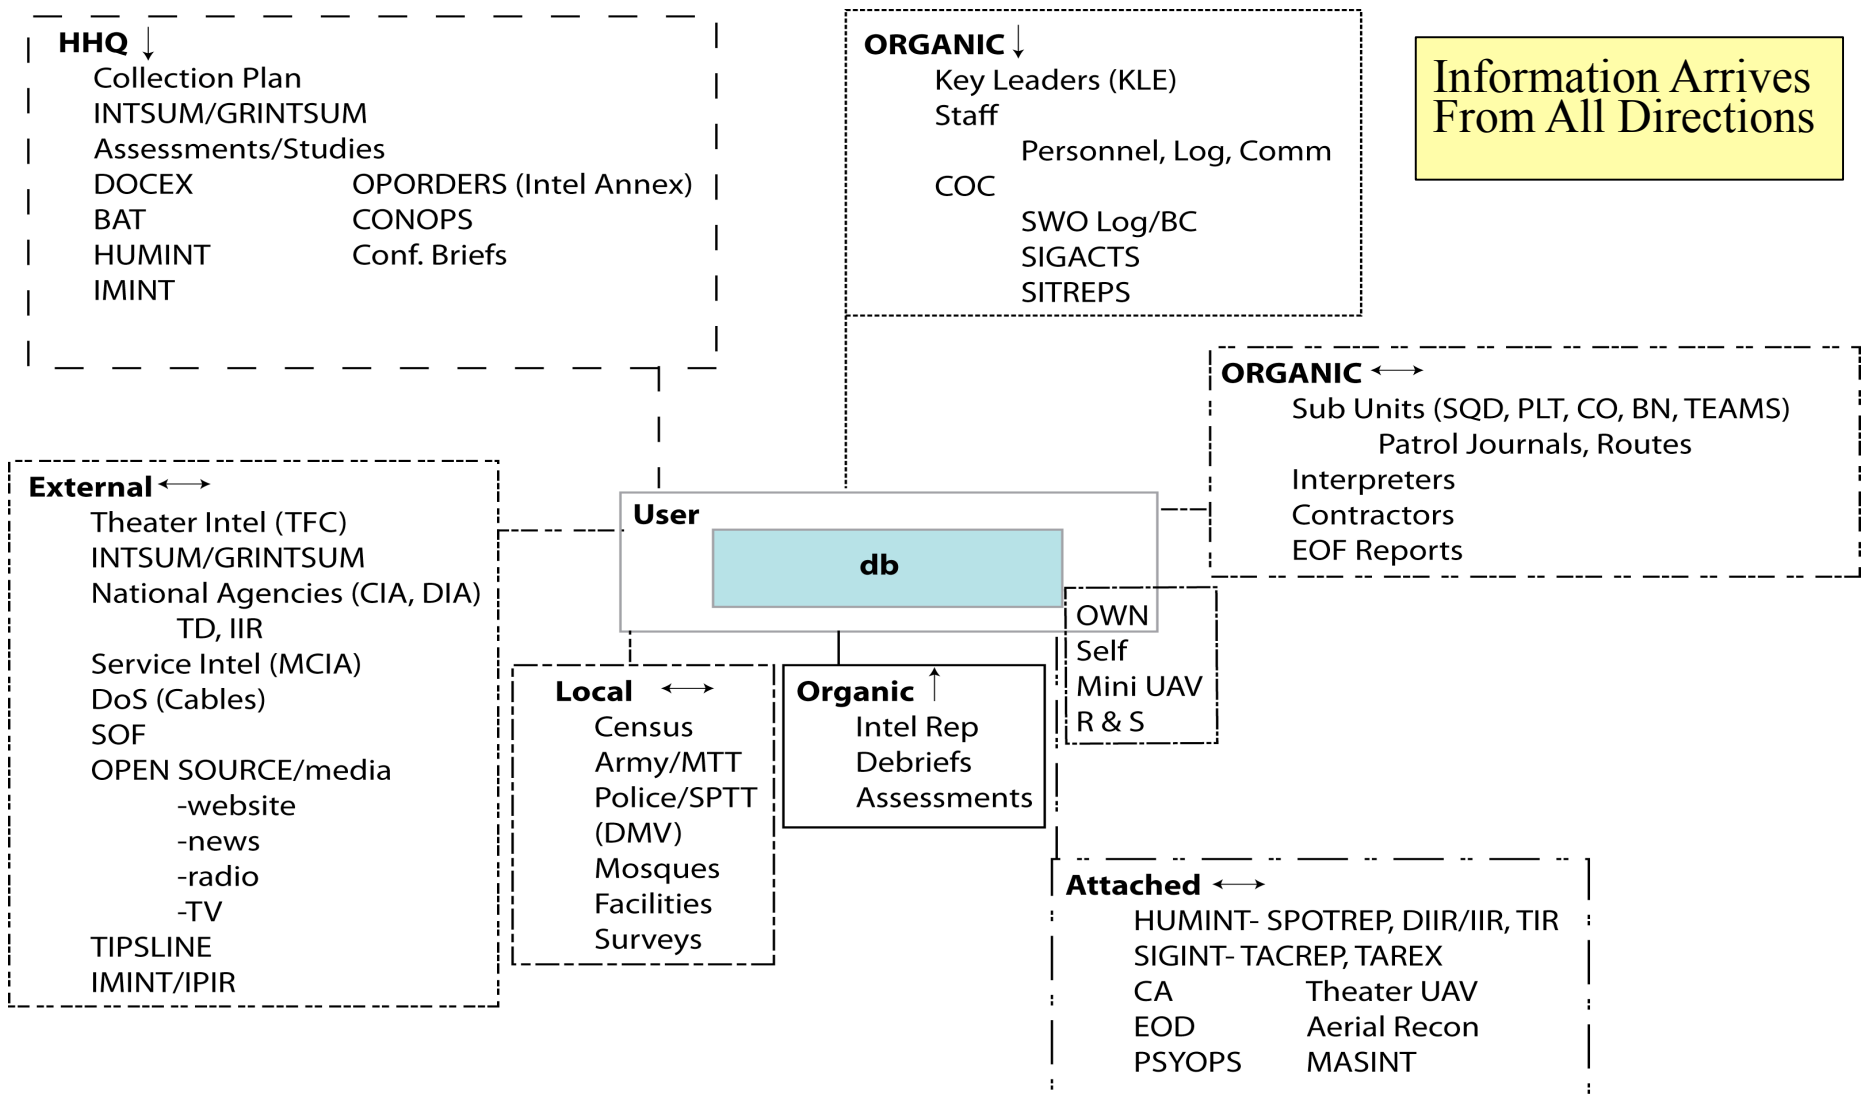 HHQ
Collection Plan
INTSUM/GRINTSUM
Assessments/Studies
DOCEX OPORDERS (Intel Annex)
BAT CONOPS
HUMINT Conf. Briefs
IMINT
ORGANIC
Key Leaders (KLE)
Staff
Personnel, Log, Comm
COC
SWO Log/BC
SIGACTS
SITREPS
Information Arrives
From All Directions
ORGANIC
Sub Units (SQD, PLT, CO, BN, TEAMS)
Patrol Journals, Routes
Interpreters
Contractors
EOF Reports
External
Theater Intel (TFC)
INTSUM/GRINTSUM
National Agencies (CIA, DIA)
TD, IIR
Service Intel (MCIA)
DoS (Cables)
SOF
OPEN SOURCE/media
-website
-news
-radio
-TV
TIPSLINE
IMINT/IPIR
User
db
OWN
Self
Mini UAV
R & S
Local
Census
Army/MTT
Police/SPTT
(DMV)
Mosques
Facilities
Surveys
Organic
Intel Rep
Debriefs
Assessments
Attached
HUMINT- SPOTREP, DIIR/IIR, TIR
SIGINT- TACREP, TAREX
CA Theater UAV
EOD Aerial Recon
PSYOPS MASINT